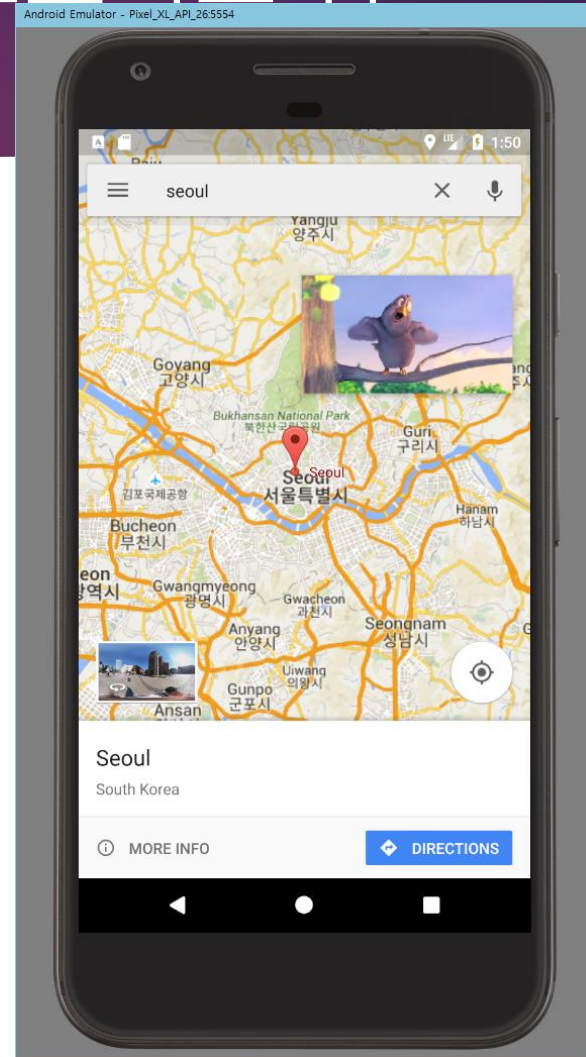 Android Emulator - Pixel_XL_API_26:5554
LTE
1:50
Paju
seoul
Yangju
양주시
Goyang
고양시
Bukhansan National Park
북한산국립공원
Guri
구리시
Seoul
Seoul
서울특별시
김포국제공항
Hanam
하남시
Bucheon
부천시
eon
광역시
Gwangmyeong
광명시
Gwacheon
과천시
Seongnam
성남시
Anyang
안양시
Uiwang
의왕시
Gunpo
군포시
Ansan
Seoul
South Korea
MORE INFO
DIRECTIONS